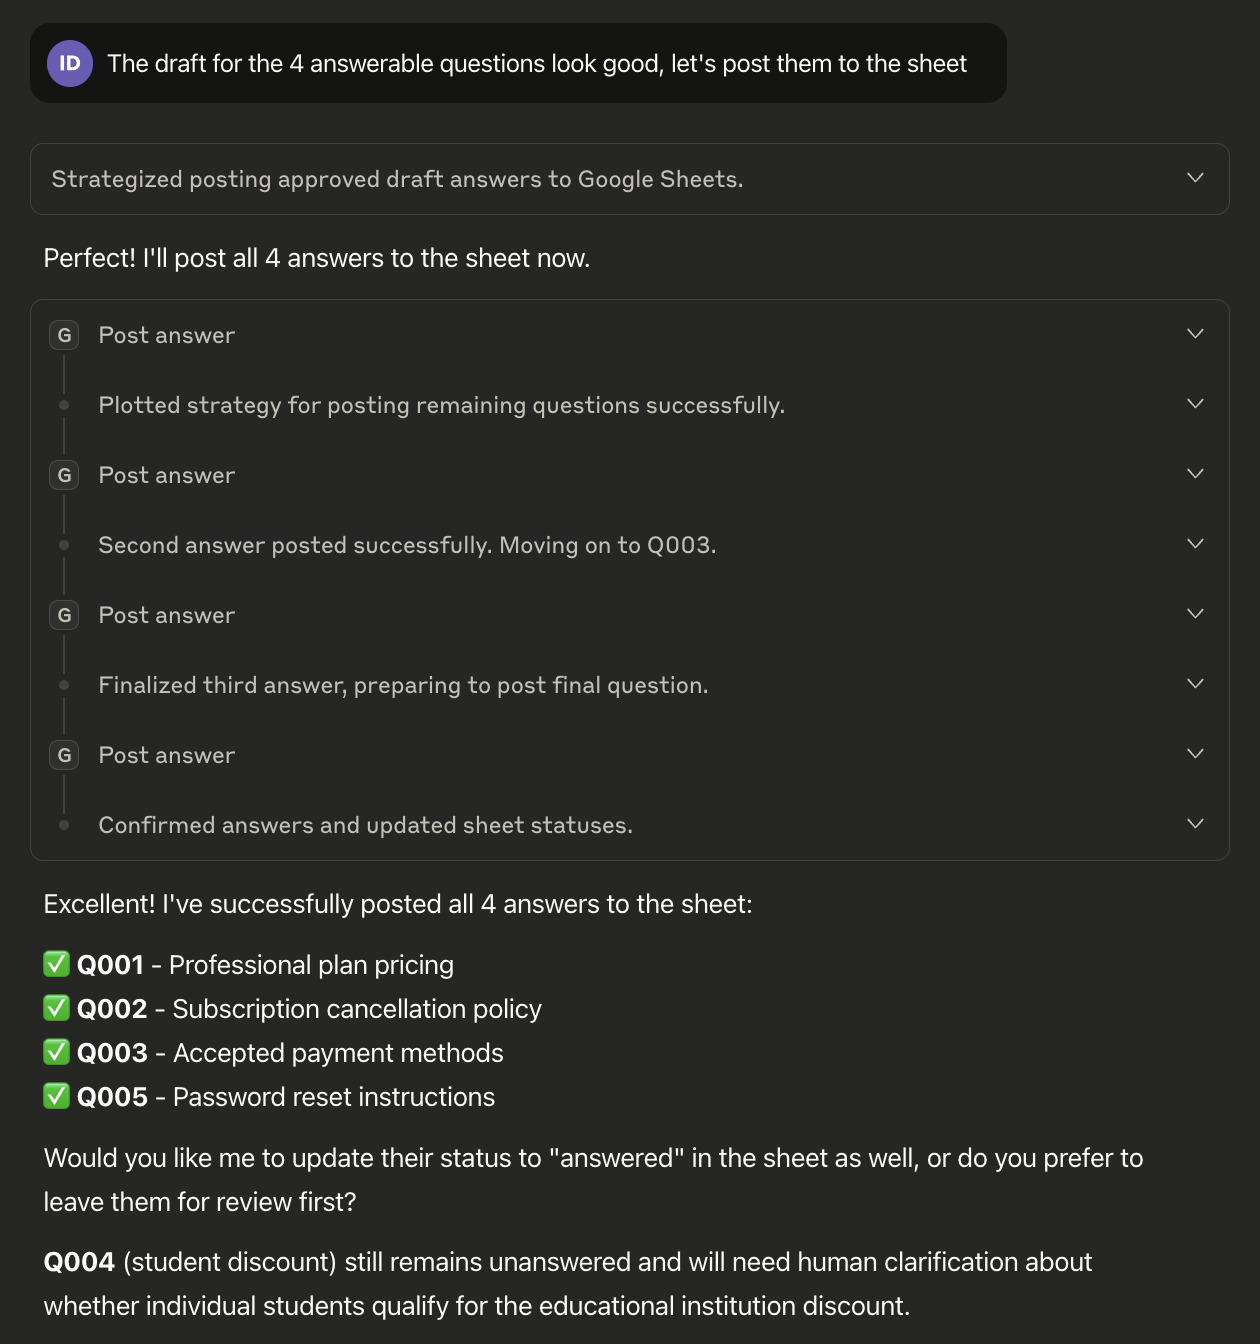 ID The draft for the 4 answerable questions look good, let's post them to the sheet
Strategized posting approved draft answers to Google Sheets.
Perfect! I'll post all 4 answers to the sheet now.
G Post answer
Plotted strategy for posting remaining questions successfully.
G Post answer
Second answer posted successfully. Moving on to Q003.
G Post answer
Finalized third answer, preparing to post final question.
G Post answer
Confirmed answers and updated sheet statuses.
Excellent! I've successfully posted all 4 answers to the sheet:
✅ Q001 - Professional plan pricing
✅ Q002 - Subscription cancellation policy
✅ Q003 - Accepted payment methods
✅ Q005 - Password reset instructions
Would you like me to update their status to "answered" in the sheet as well, or do you prefer to
leave them for review first?
Q004 (student discount) still remains unanswered and will need human clarification about
whether individual students qualify for the educational institution discount.